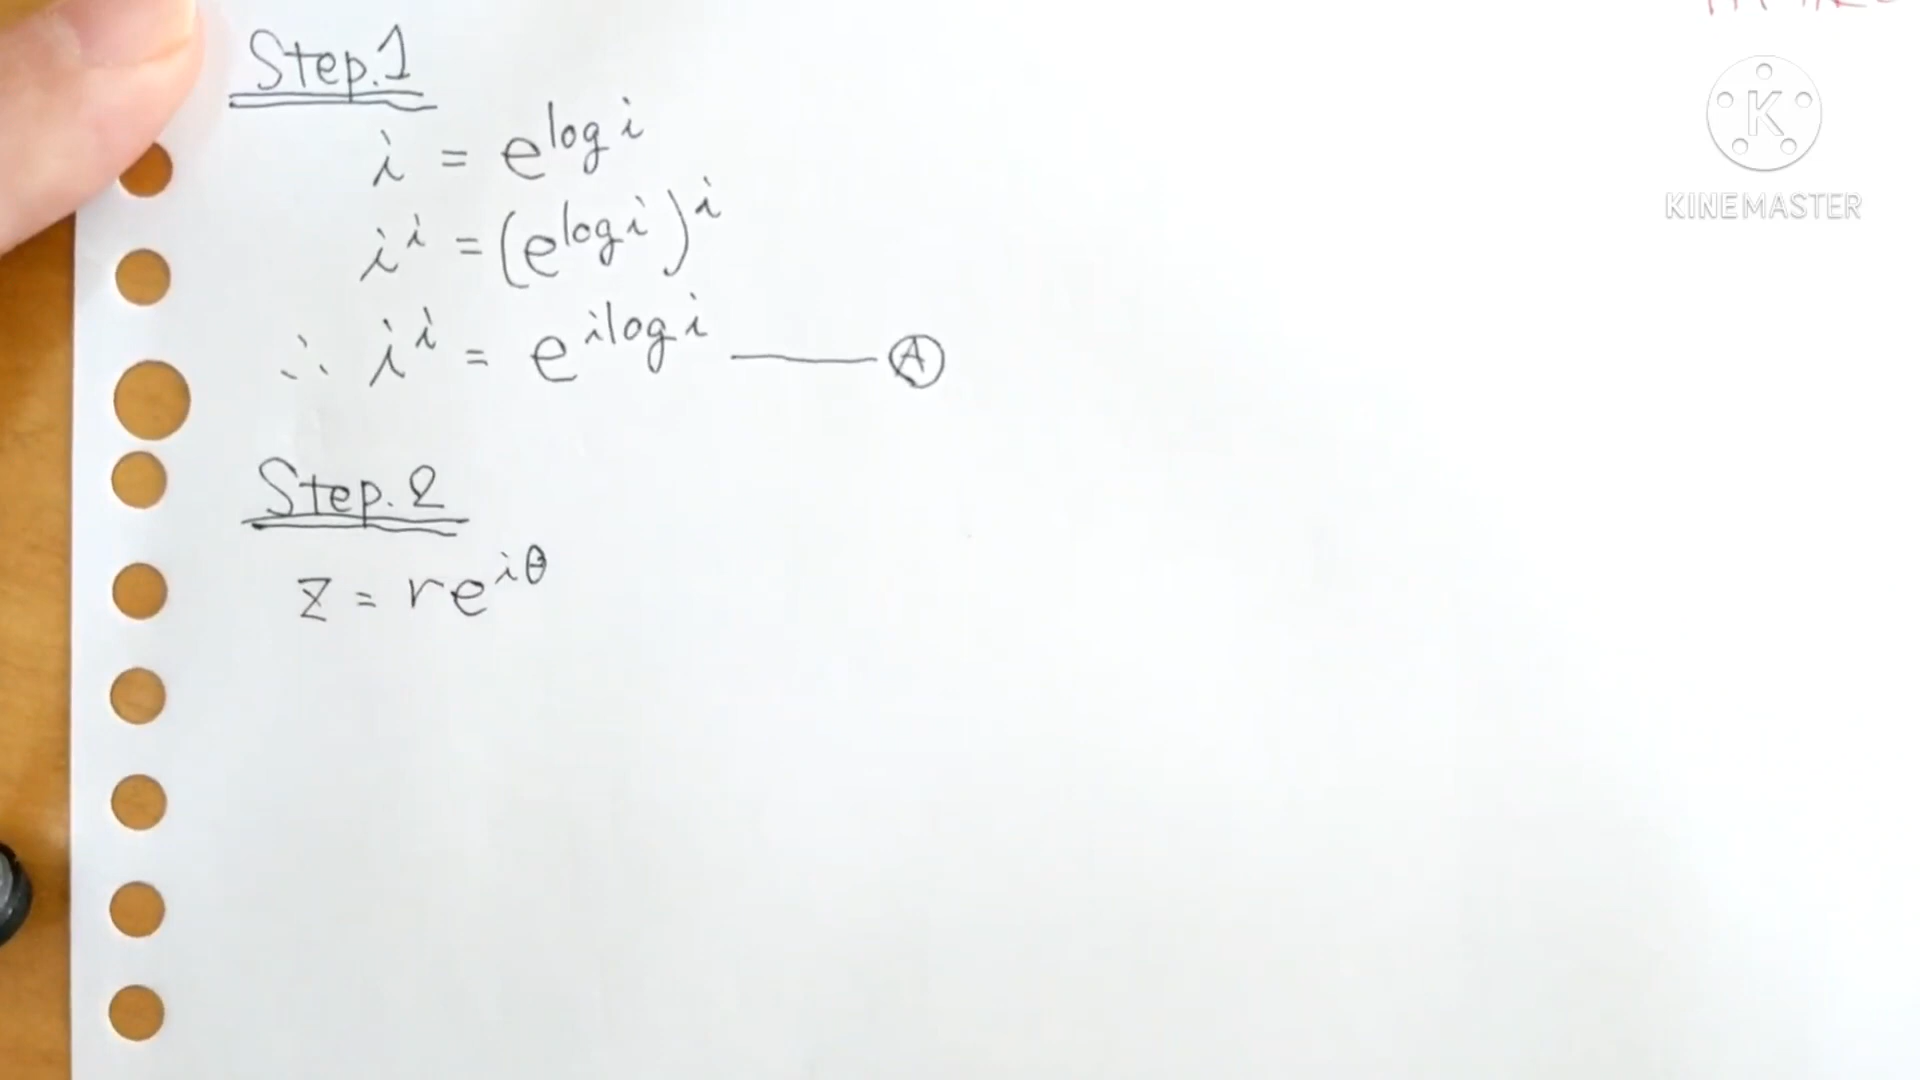 Step.1
i = e^{log i}
i^i = (e^{log i})^i
∴ i^i = e^{i log i} ——— Ⓐ
Step.2
z = re^{iθ}
K
KINEMASTER